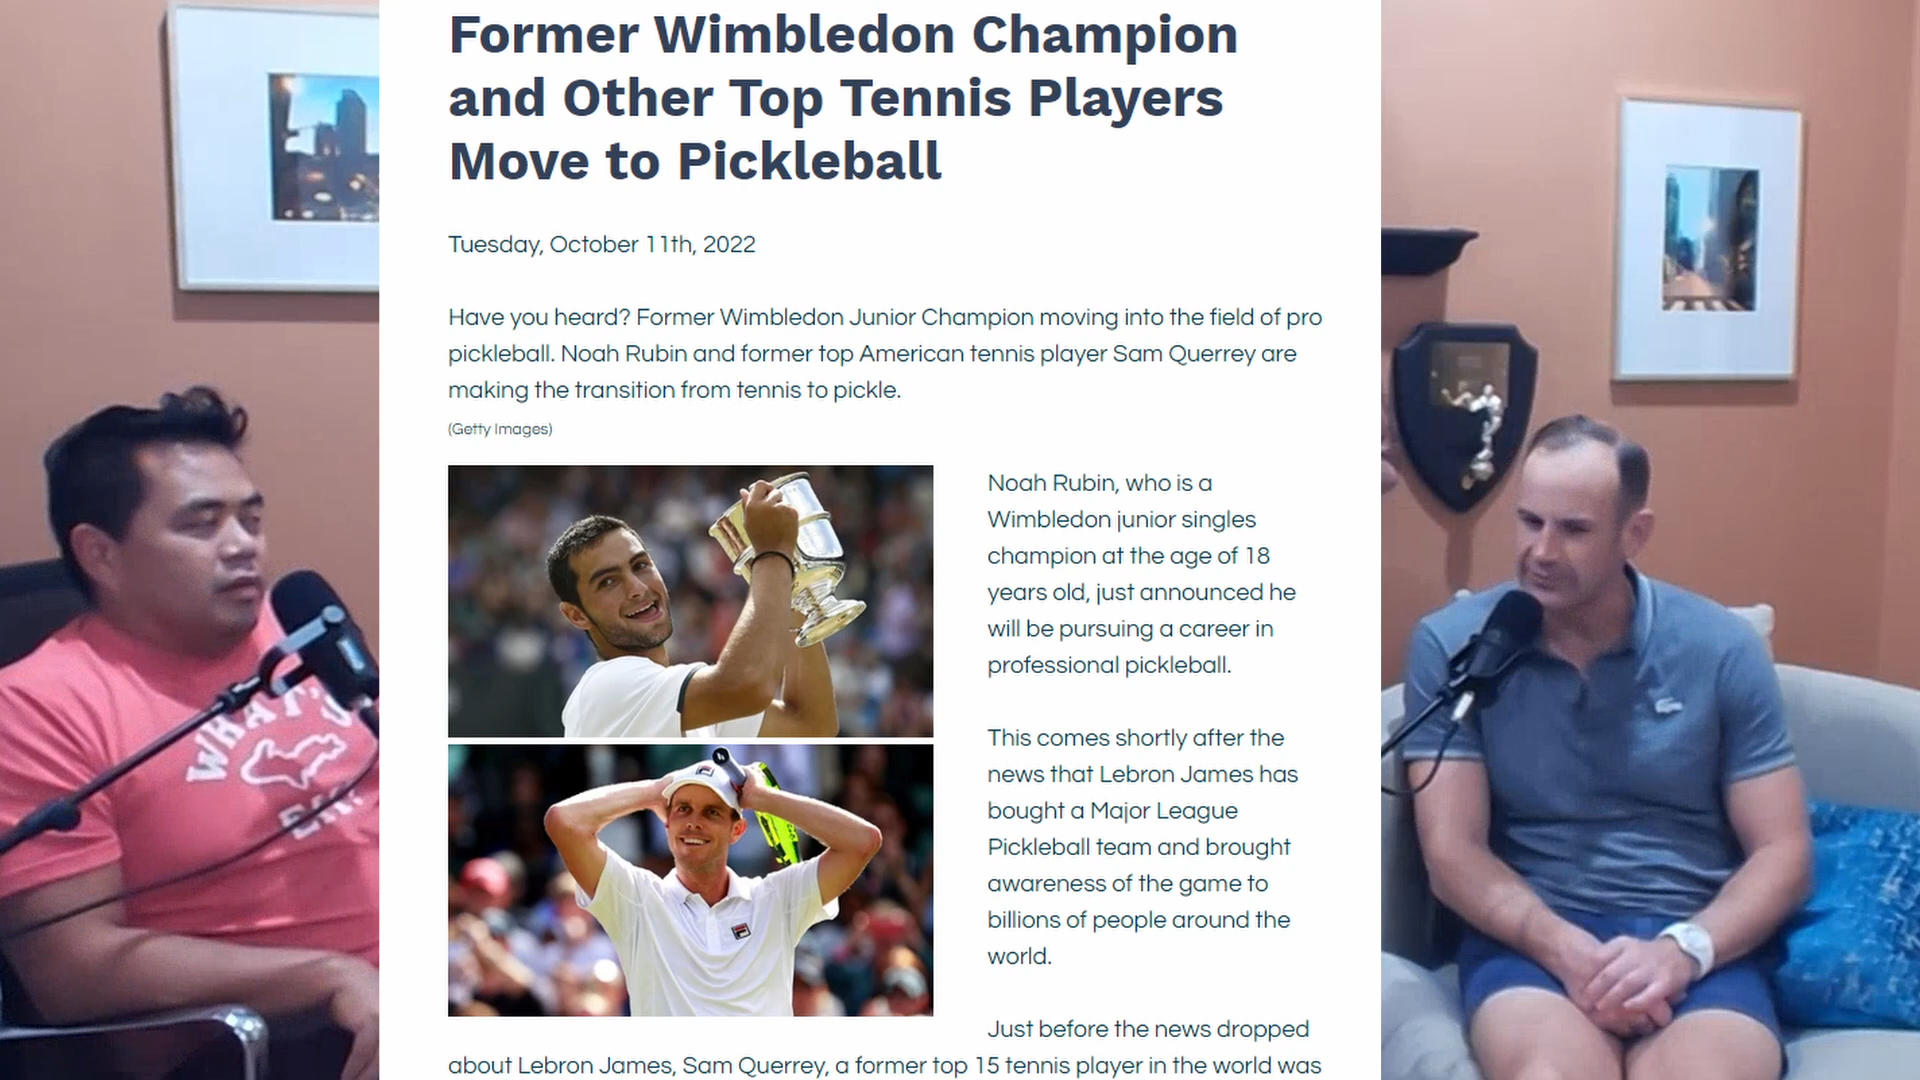 Former Wimbledon Champion
and Other Top Tennis Players
Move to Pickleball
Tuesday, October 11th, 2022
Have you heard? Former Wimbledon Junior Champion moving into the field of pro
pickleball. Noah Rubin and former top American tennis player Sam Querrey are
making the transition from tennis to pickle.
(Getty Images)
Noah Rubin, who is a
Wimbledon junior singles
champion at the age of 18
years old, just announced he
will be pursuing a career in
professional pickleball.
This comes shortly after the
news that Lebron James has
bought a Major League
Pickleball team and brought
awareness of the game to
billions of people around the
world.
Just before the news dropped
about Lebron James, Sam Querrey, a former top 15 tennis player in the world was
WHAT'S